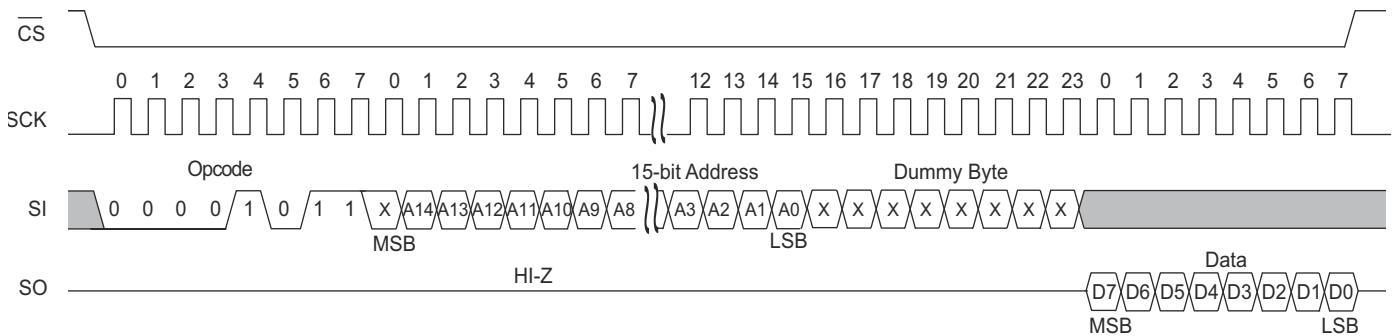 CS
0 1 2 3 4 5 6 7 0 1 2 3 4 5 6 7 12 13 14 15 16 17 18 19 20 21 22 23 0 1 2 3 4 5 6 7
SCK
Opcode 15-bit Address Dummy Byte
SI 0 0 0 0 1 0 1 1 X A14 A13 A12 A11 A10 A9 A8 A3 A2 A1 A0 X X X X X X X X
MSB LSB
HI-Z Data
SO D7 D6 D5 D4 D3 D2 D1 D0
MSB LSB